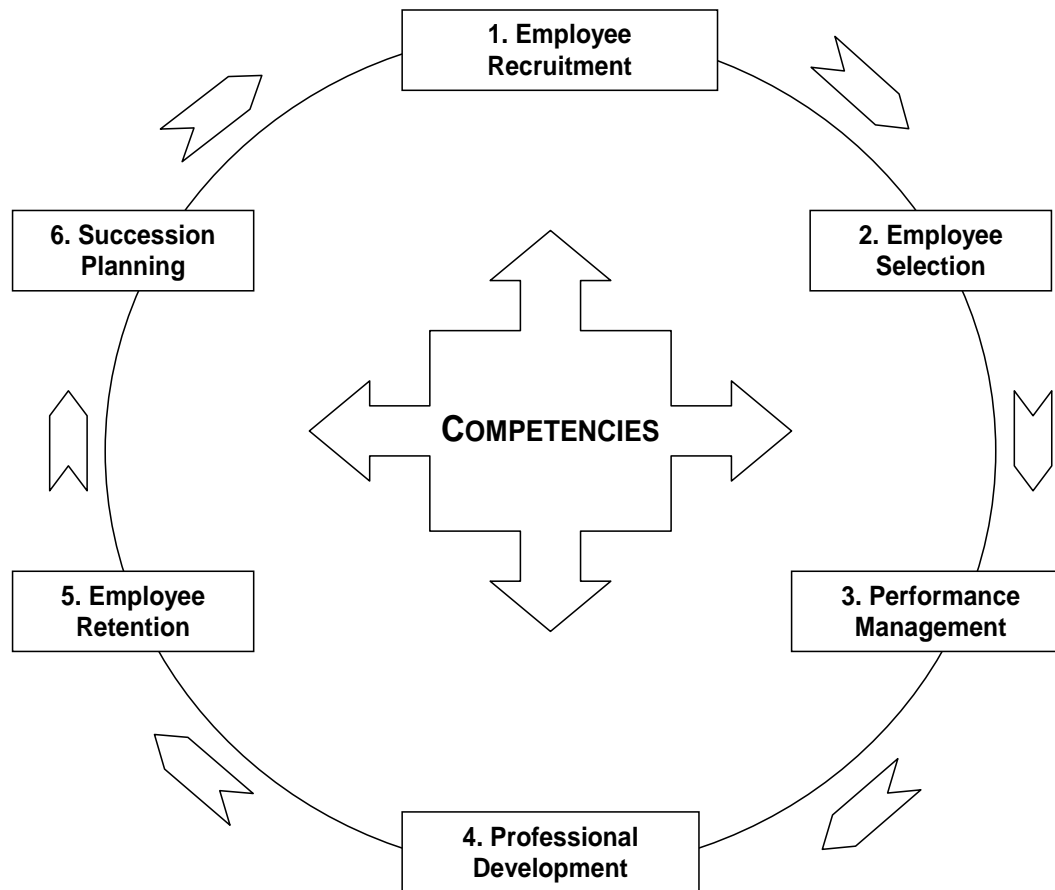 1. Employee
Recruitment
2. Employee
Selection
3. Performance
Management
4. Professional
Development
5. Employee
Retention
6. Succession
Planning
COMPETENCIES